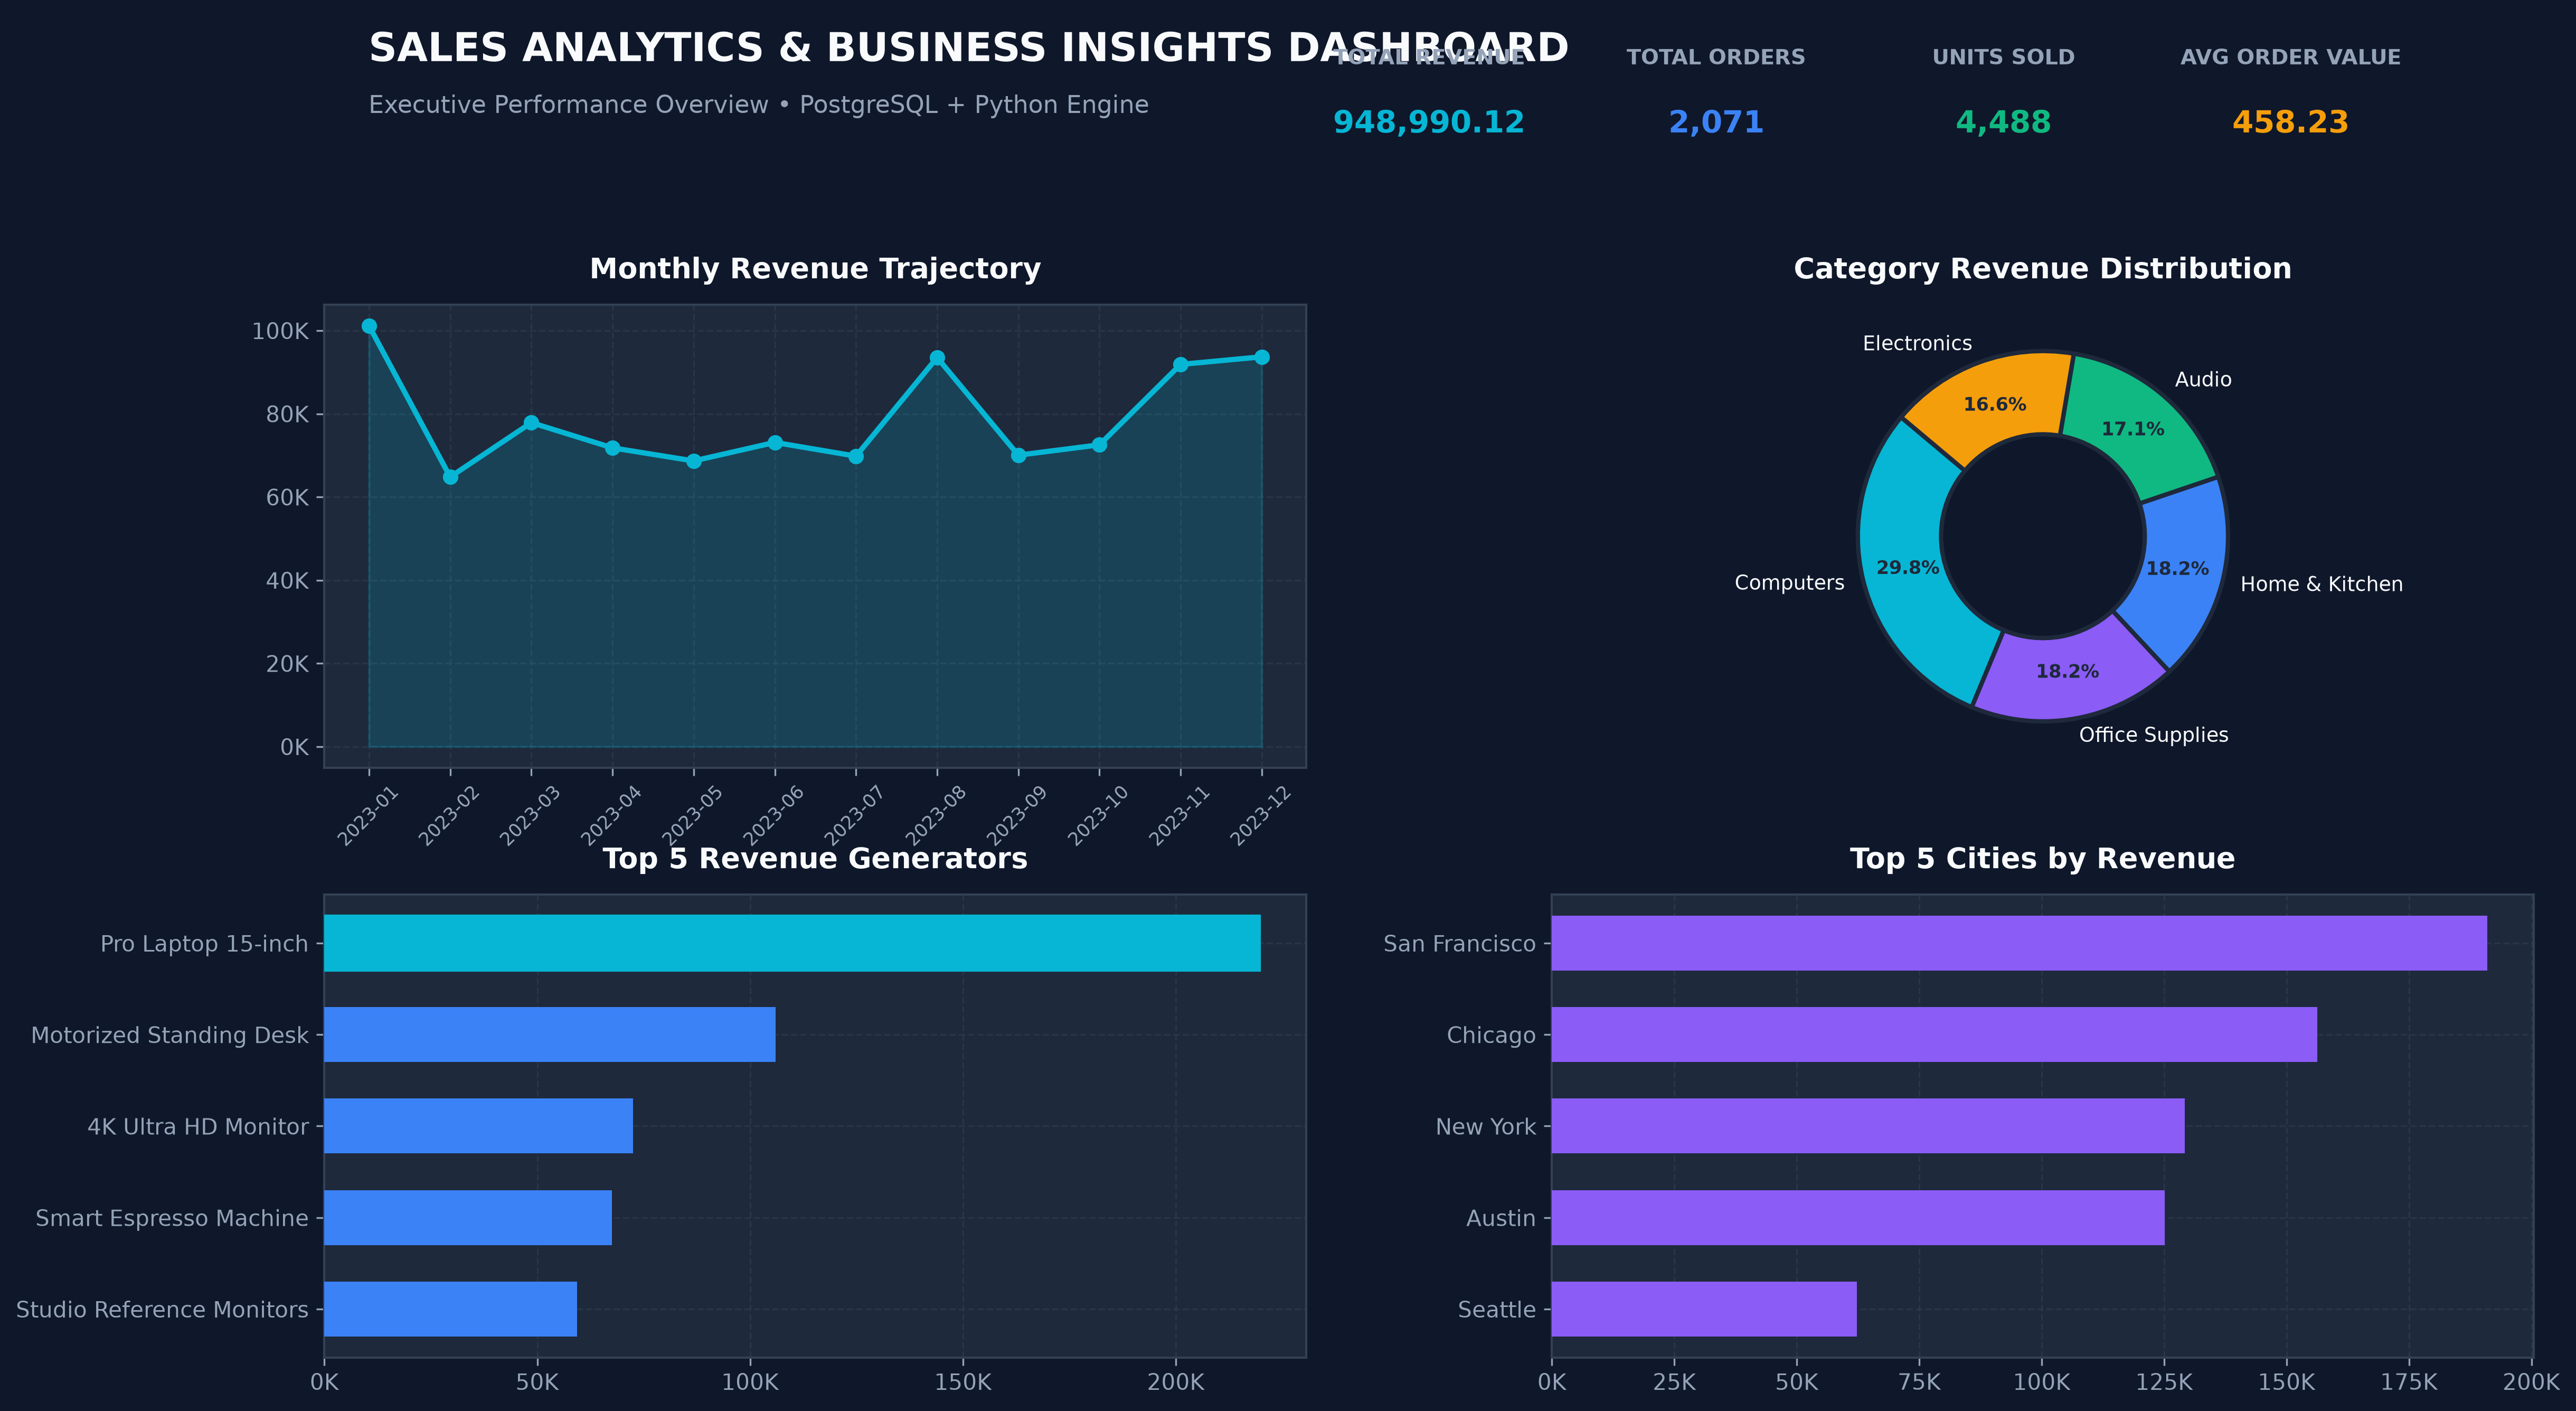 SALES ANALYTICS & BUSINESS INSIGHTS DASHBOARD
Executive Performance Overview • PostgreSQL + Python Engine
TOTAL REVENUE
948,990.12
TOTAL ORDERS
2,071
UNITS SOLD
4,488
AVG ORDER VALUE
458.23
Monthly Revenue Trajectory
100K
80K
60K
40K
20K
0K
2023-01
2023-02
2023-03
2023-04
2023-05
2023-06
2023-07
2023-08
2023-09
2023-10
2023-11
2023-12
Category Revenue Distribution
Electronics
16.6%
Audio
17.1%
Computers
29.8%
Home & Kitchen
18.2%
Office Supplies
18.2%
Top 5 Revenue Generators
Pro Laptop 15-inch
Motorized Standing Desk
4K Ultra HD Monitor
Smart Espresso Machine
Studio Reference Monitors
0K
50K
100K
150K
200K
Top 5 Cities by Revenue
San Francisco
Chicago
New York
Austin
Seattle
0K
25K
50K
75K
100K
125K
150K
175K
200K